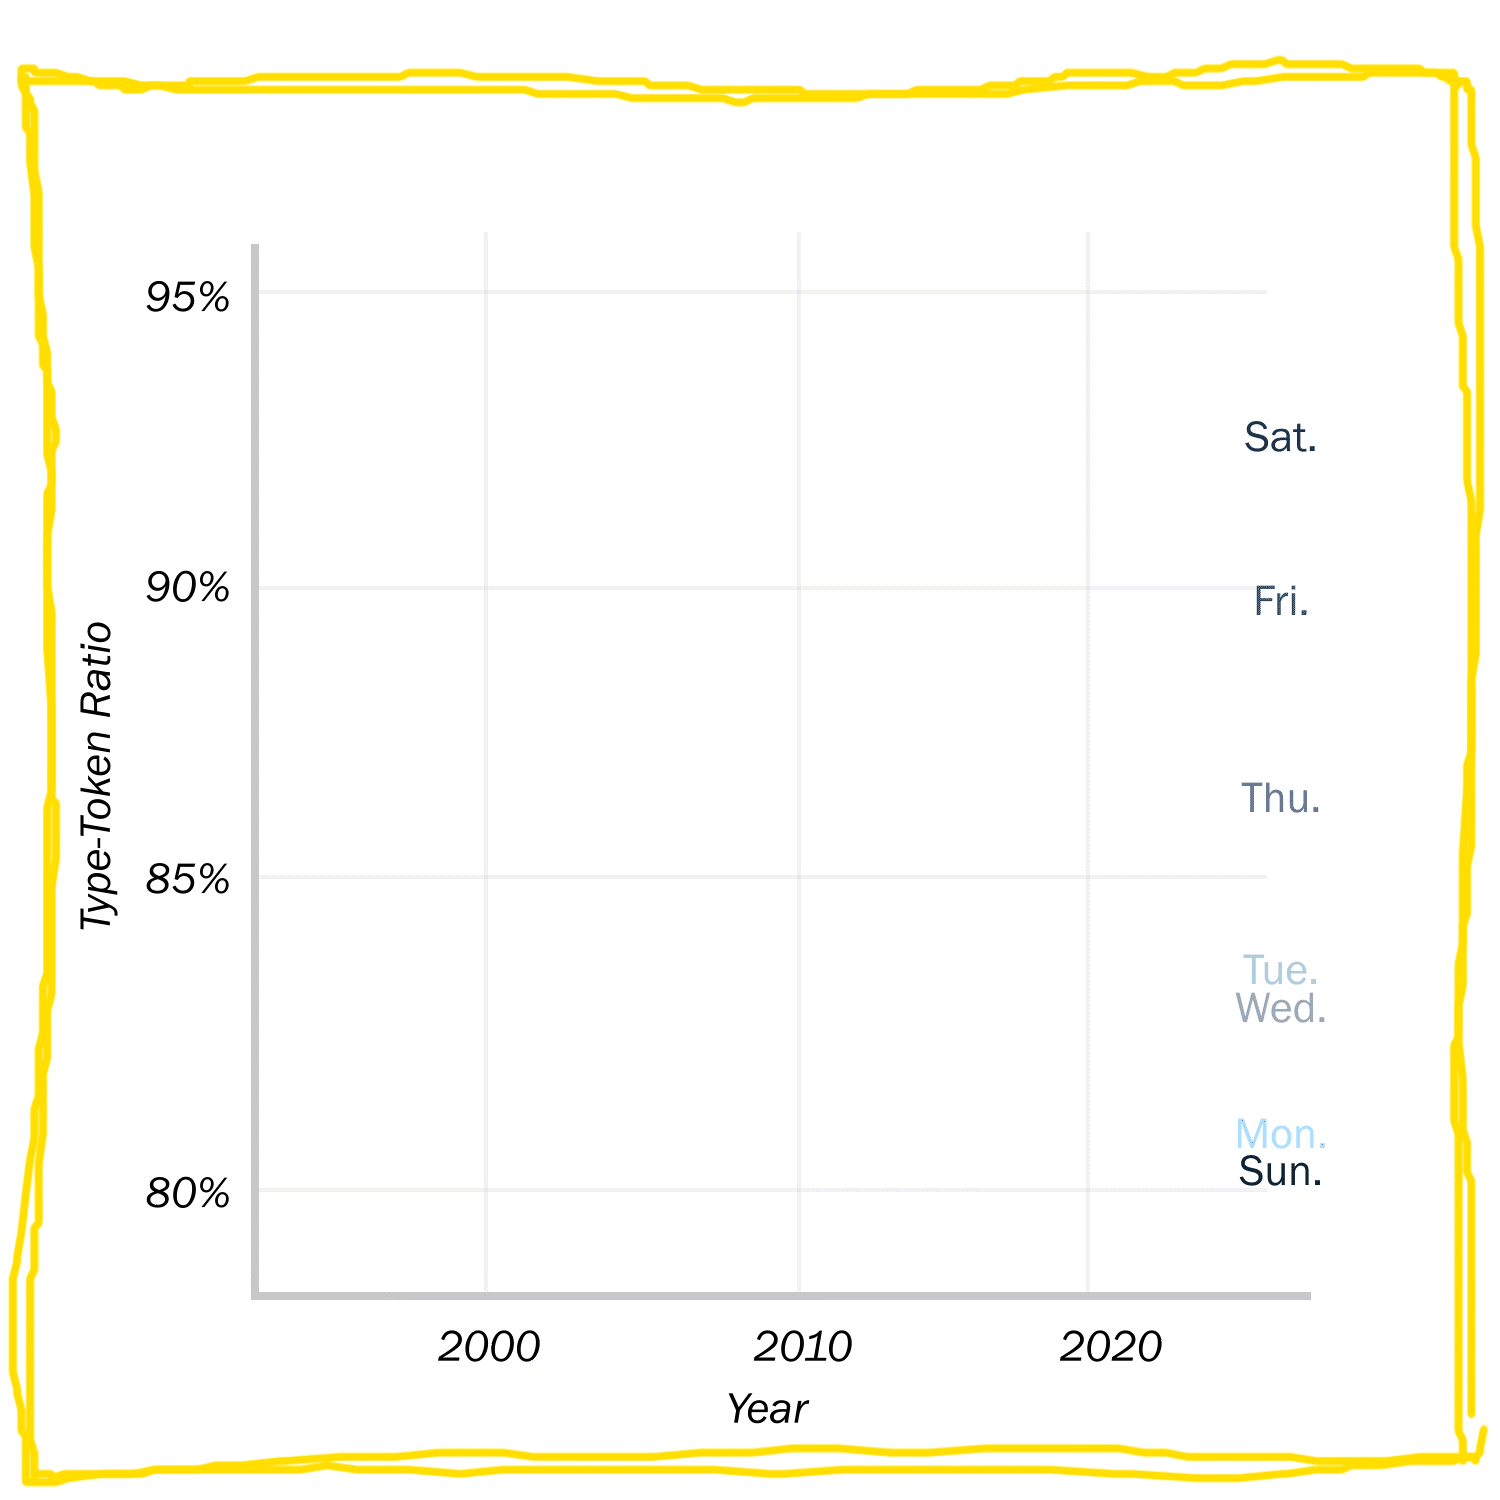 95%
Sat.
90%
Fri.
Type-Token Ratio
Thu.
85%
Tue.
Wed.
Mon.
Sun.
80%
2000 2010 2020
Year